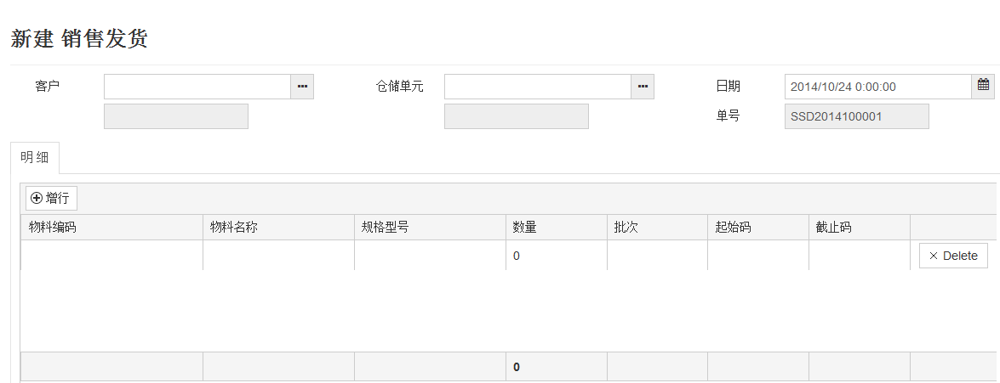 新建 销售发货
客户 仓储单元 日期 2014/10/24 0:00:00
单号 SSD2014100001
明细
增行
物料编码 物料名称 规格型号 数量 批次 起始码 截止码
0 Delete
0